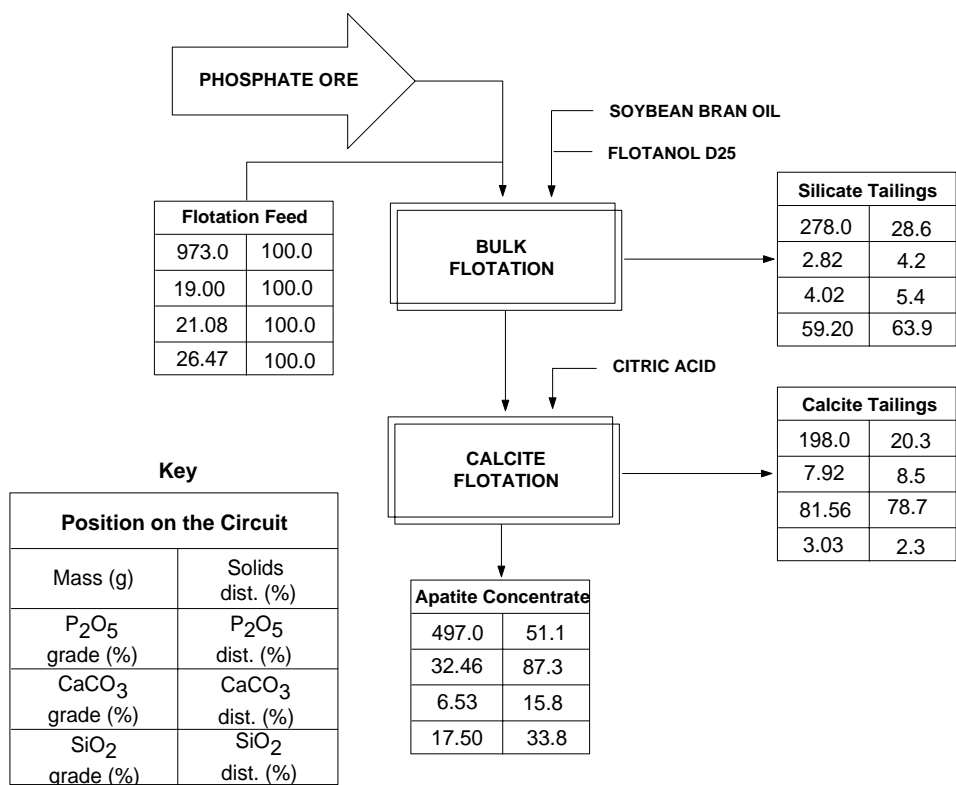 PHOSPHATE ORE
SOYBEAN BRAN OIL
FLOTANOL D25
Flotation Feed
973.0 100.0
19.00 100.0
21.08 100.0
26.47 100.0
BULK
FLOTATION
Silicate Tailings
278.0 28.6
2.82 4.2
4.02 5.4
59.20 63.9
CITRIC ACID
CALCITE
FLOTATION
Calcite Tailings
198.0 20.3
7.92 8.5
81.56 78.7
3.03 2.3
Apatite Concentrate
497.0 51.1
32.46 87.3
6.53 15.8
17.50 33.8
Key
Position on the Circuit
Mass (g) Solids
dist. (%)
P2O5 P2O5
grade (%) dist. (%)
CaCO3 CaCO3
grade (%) dist. (%)
SiO2 SiO2
grade (%) dist. (%)